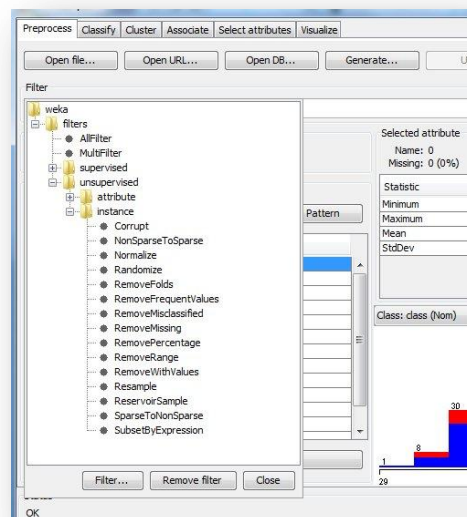 Preprocess Classify Cluster Associate Select attributes Visualize
Open file... Open URL... Open DB... Generate...
Filter
weka
filters
AllFilter
MultiFilter
supervised
unsupervised
attribute
instance
Corrupt
NonSparseToSparse
Normalize
Randomize
RemoveFolds
RemoveFrequentValues
RemoveMisclassified
RemoveMissing
RemovePercentage
RemoveRange
RemoveWithValues
Resample
ReservoirSample
SparseToNonSparse
SubsetByExpression
Filter... Remove filter Close
Pattern
Selected attribute
Name: 0
Missing: 0 (0%)
Statistic
Minimum
Maximum
Mean
StdDev
Class: class (Nom)
30
8
1
29
OK